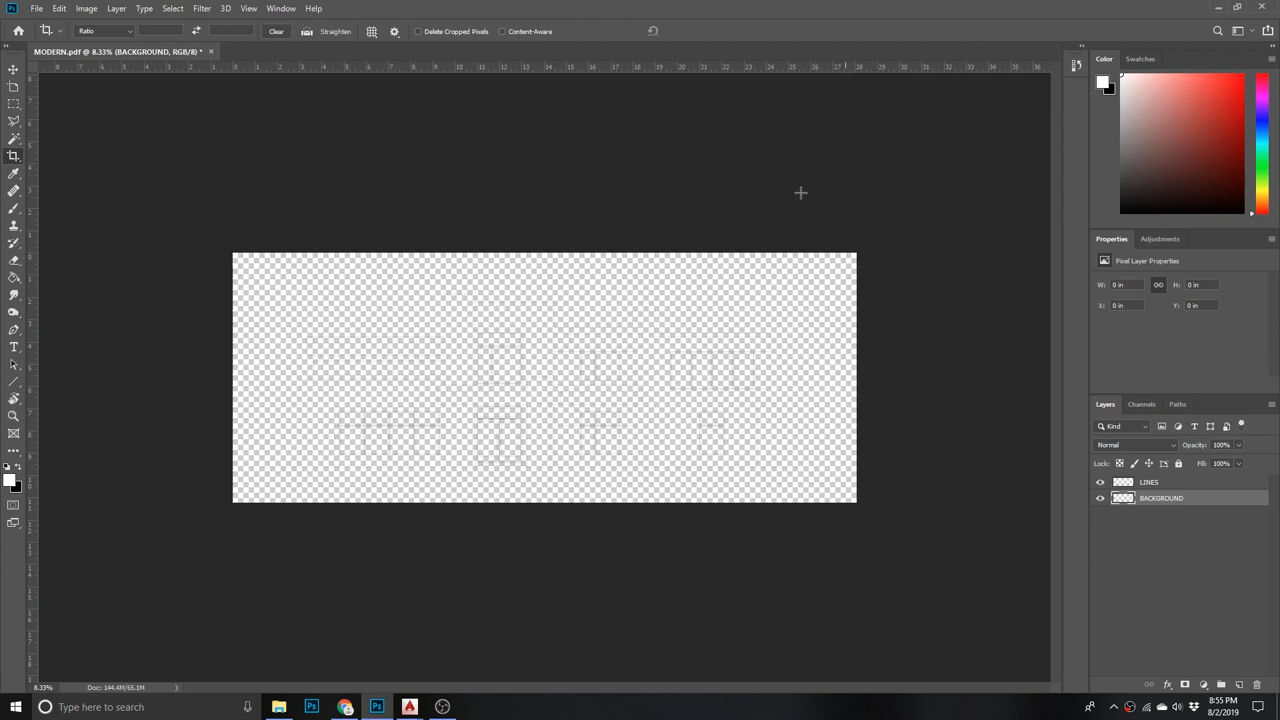 Ps File Edit Image Layer Type Select Filter 3D View Window Help
Ratio Clear Straighten Delete Cropped Pixels Content-Aware
MODERN.pdf @ 8.33% (BACKGROUND, RGB/8) * ×
Color Swatches
Properties Adjustments
Pixel Layer Properties
W: 0 in H: 0 in
X: 0 in Y: 0 in
Layers Channels Paths
Kind
Normal Opacity: 100%
Lock: Fill: 100%
LINES
BACKGROUND
8.33% Doc: 144.4M/65.1M
Type here to search
Ps Ps
8:55 PM
8/2/2019